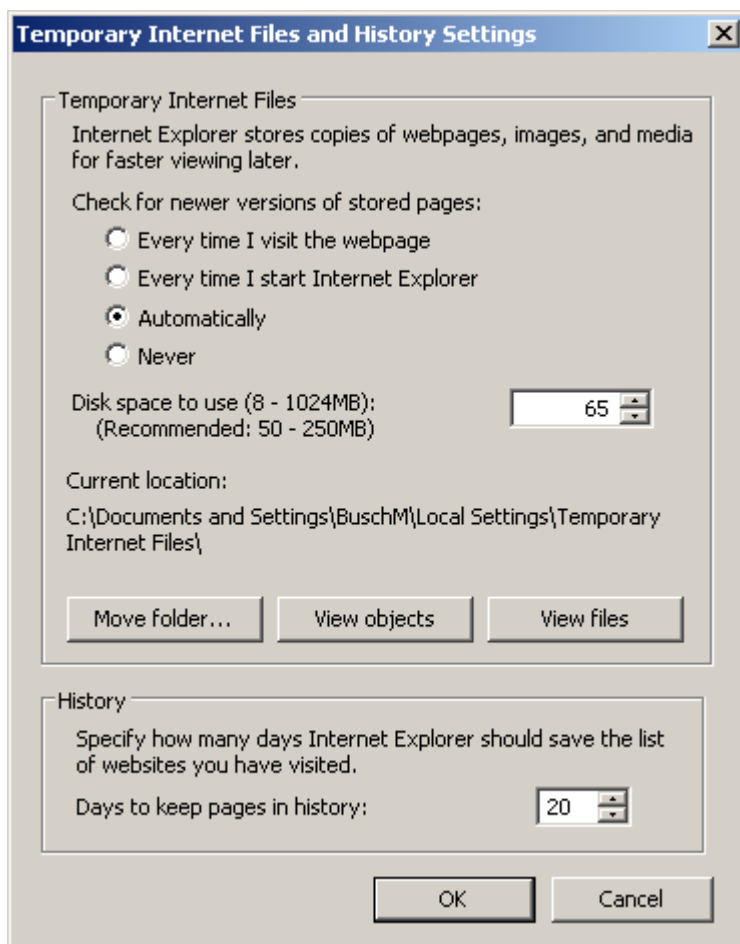 Temporary Internet Files and History Settings
Temporary Internet Files
Internet Explorer stores copies of webpages, images, and media
for faster viewing later.
Check for newer versions of stored pages:
Every time I visit the webpage
Every time I start Internet Explorer
Automatically
Never
Disk space to use (8 - 1024MB): 65
(Recommended: 50 - 250MB)
Current location:
C:\Documents and Settings\BuschM\Local Settings\Temporary
Internet Files\
Move folder... View objects View files
History
Specify how many days Internet Explorer should save the list
of websites you have visited.
Days to keep pages in history: 20
OK Cancel